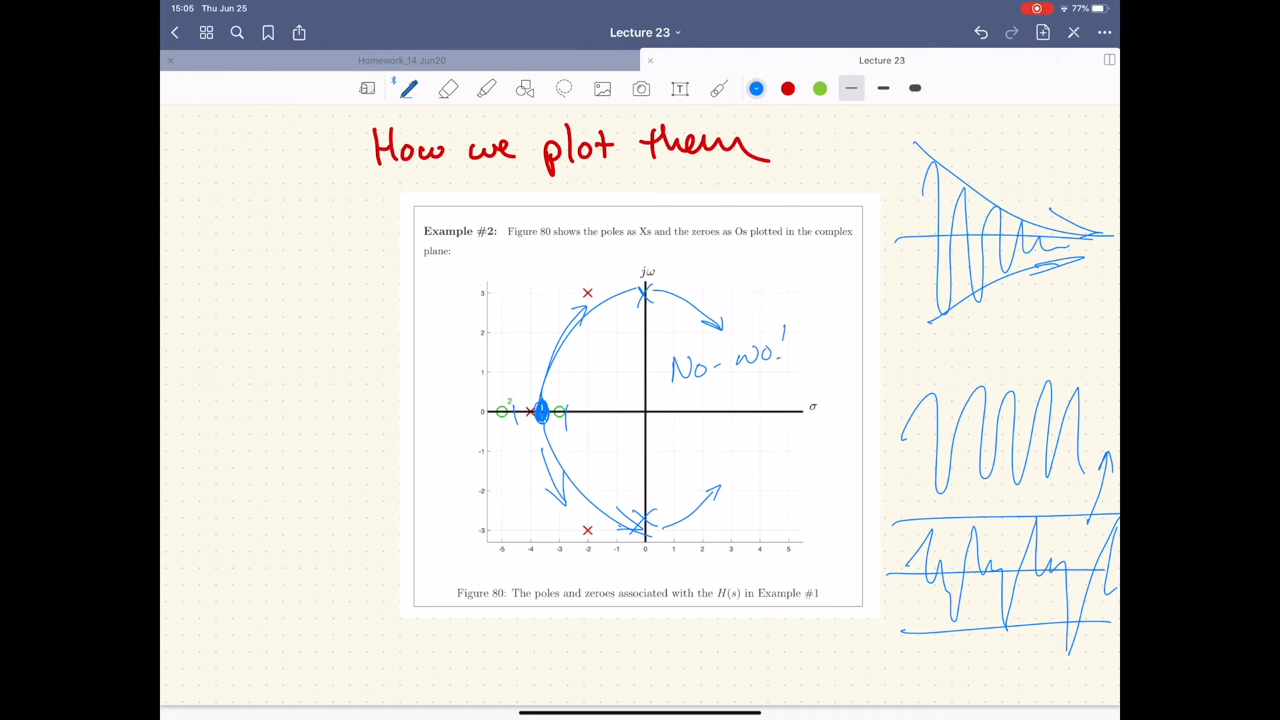 15:05 Thu Jun 25
77%
Lecture 23
Homework_14 Jun20
Lecture 23
T
How we plot them
Example #2: Figure 80 shows the poles as Xs and the zeroes as Os plotted in the complex
plane:
jω
3
2
1
0
-1
-2
-3
No-No!
2
σ
-5 -4 -3 -2 -1 0 1 2 3 4 5
Figure 80: The poles and zeroes associated with the H(s) in Example #1